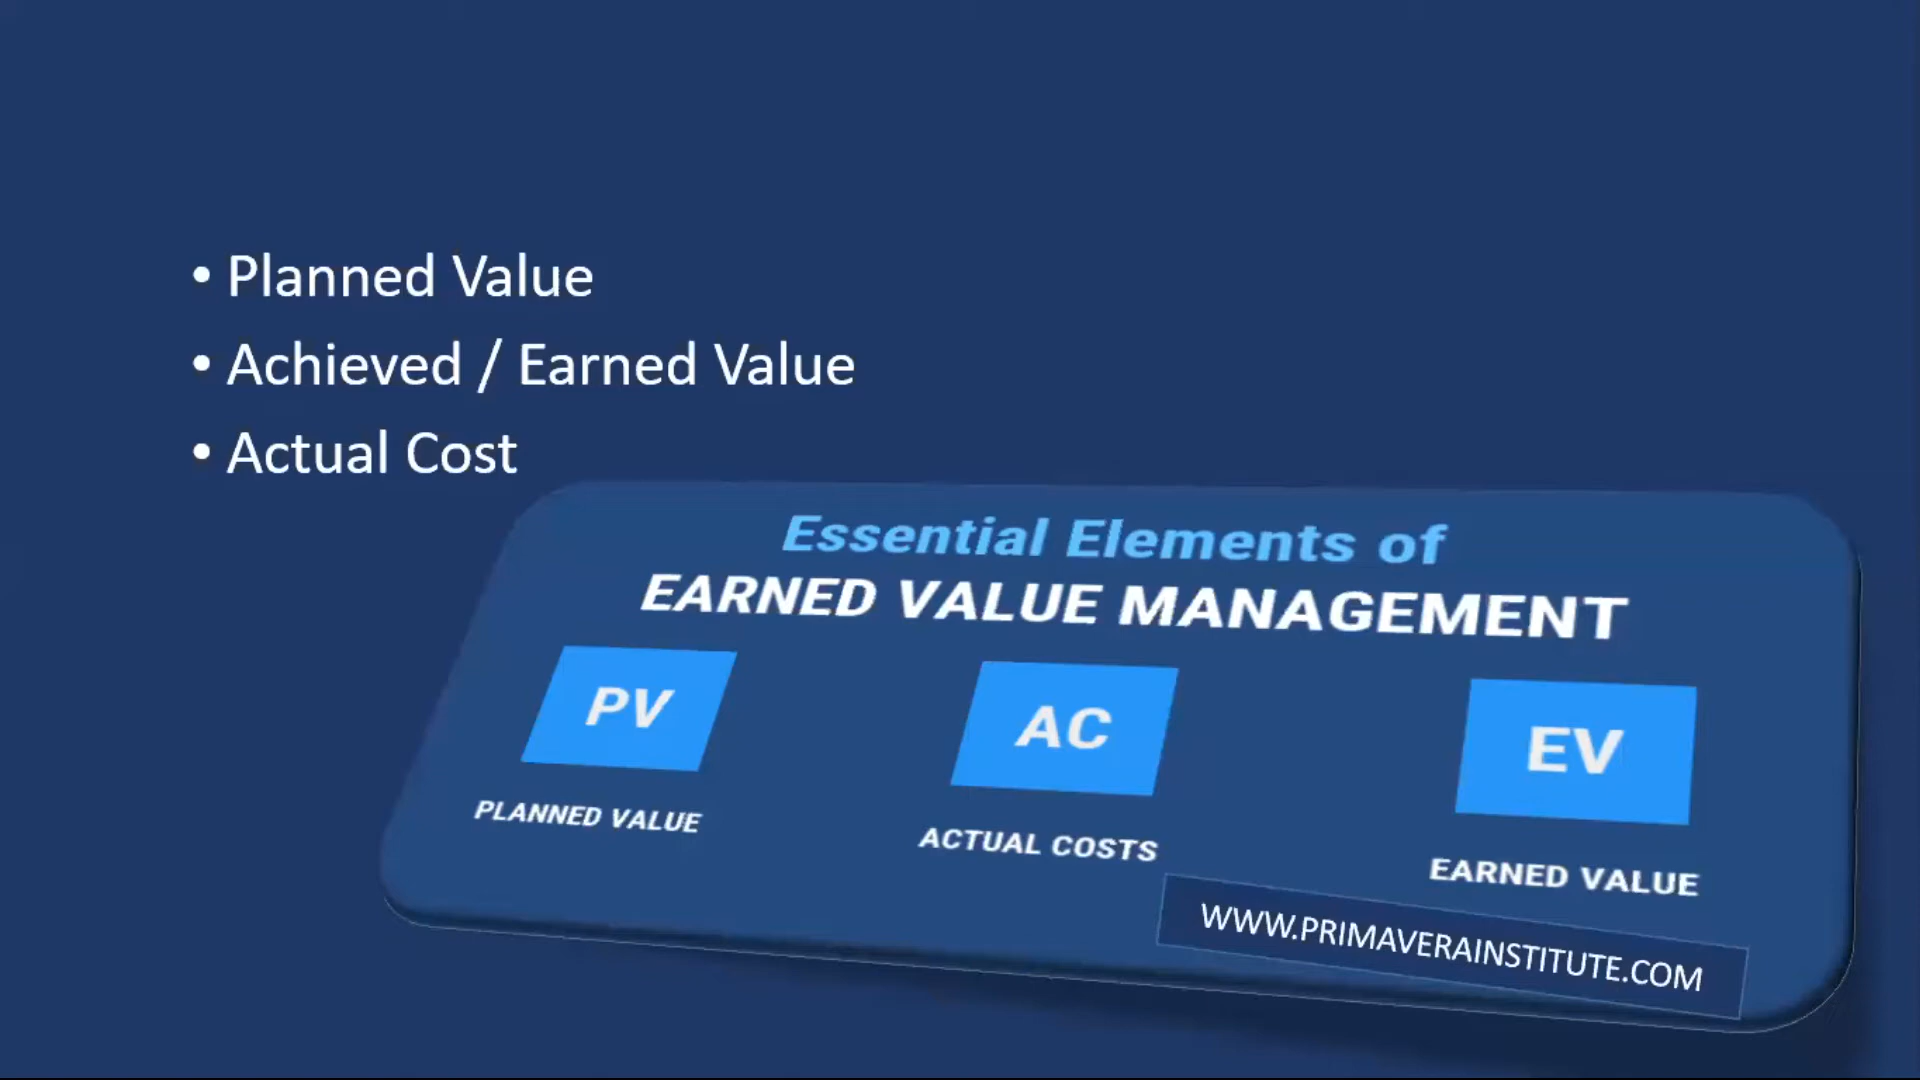 • Planned Value
• Achieved / Earned Value
• Actual Cost
Essential Elements of
EARNED VALUE MANAGEMENT
PV
AC
EV
PLANNED VALUE
ACTUAL COSTS
EARNED VALUE
WWW.PRIMAVERAINSTITUTE.COM